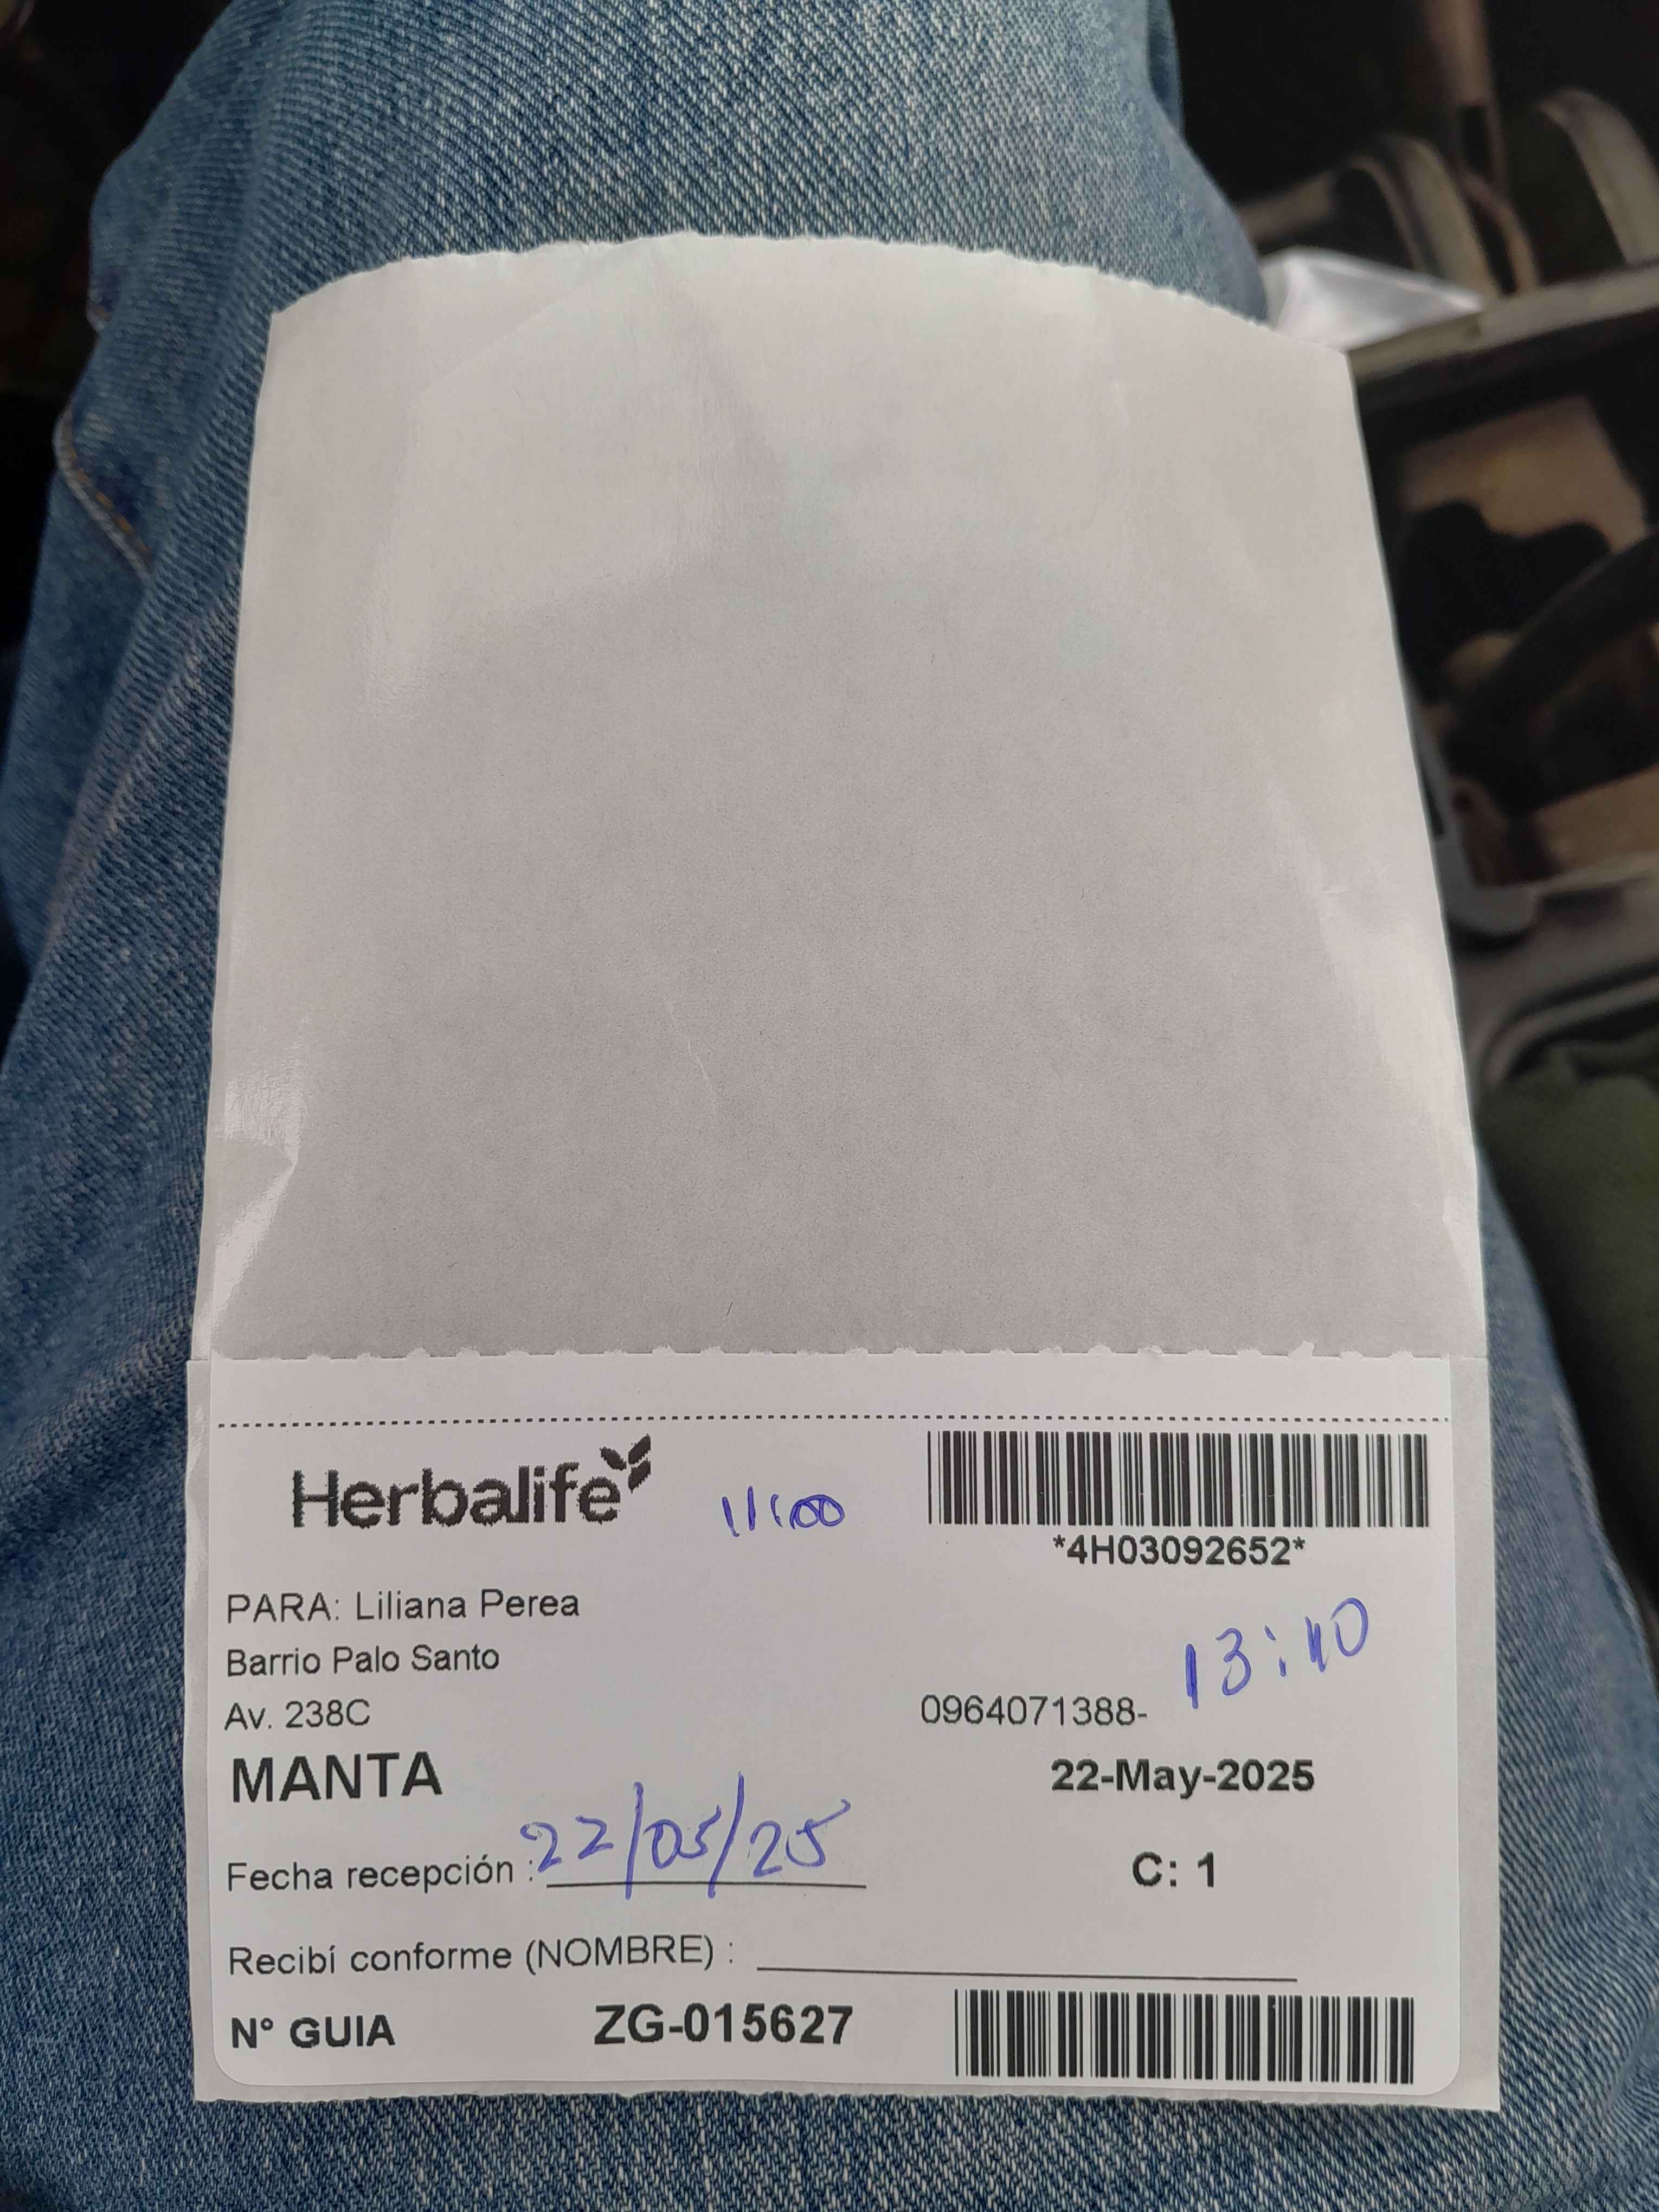 Herbalife
11:00
*4H03092652*
PARA: Liliana Perea
13:10
Barrio Palo Santo
Av. 238C
0964071388-
MANTA
22-May-2025
Fecha recepción : 22/05/25
C: 1
Recibí conforme (NOMBRE) :
N° GUIA ZG-015627